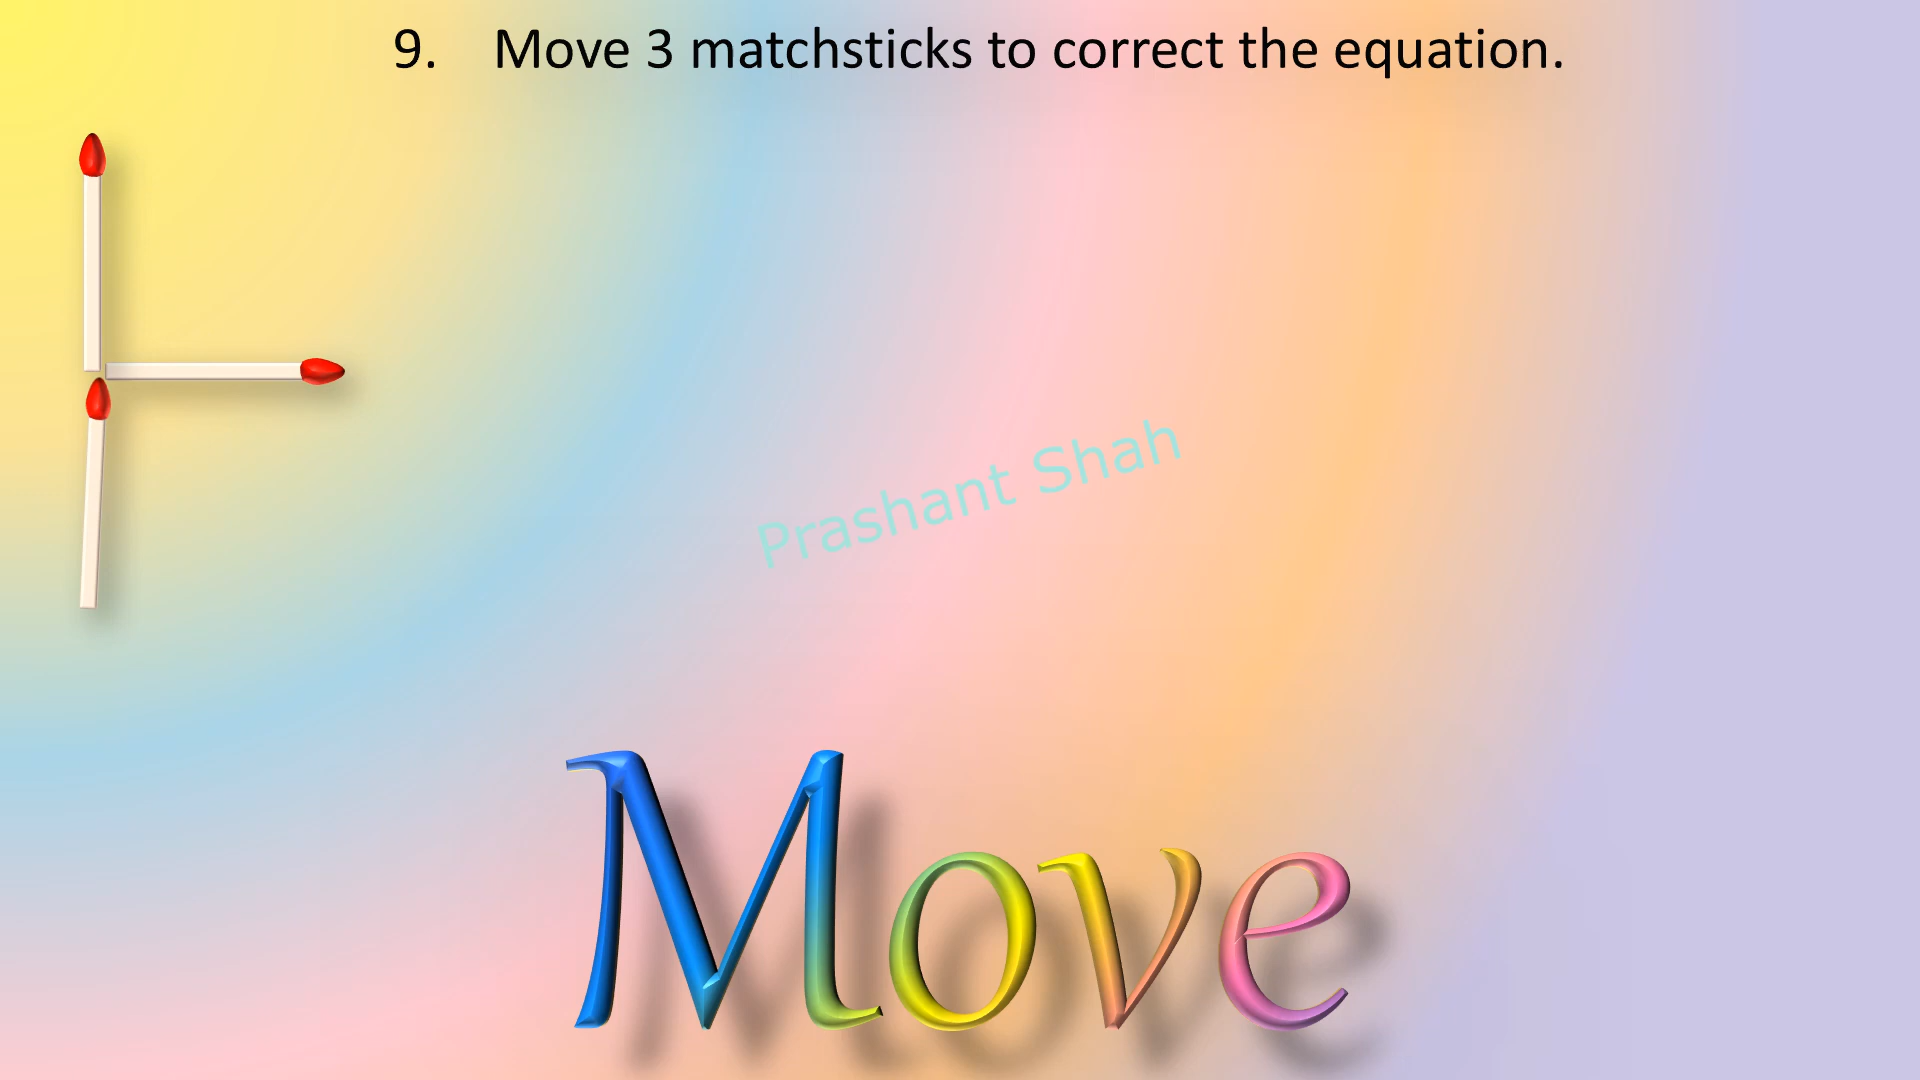 9. Move 3 matchsticks to correct the equation.
Prashant Shah
Move